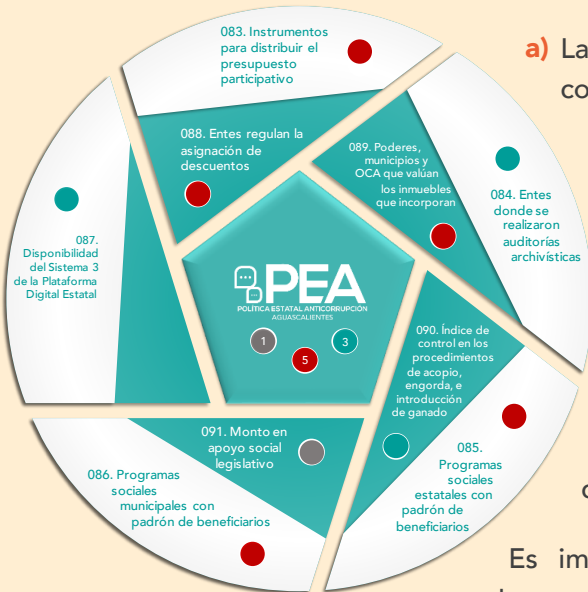 083. Instrumentos
para distribuir el
presupuesto
participativo
088. Entes regulan la
asignación de
descuentos
089. Poderes,
municipios y
OCA que valúan
los inmuebles
que incorporan
084. Entes
donde se
realizaron
auditorías
archivísticas
087.
Disponibilidad
del Sistema 3
de la Plataforma
Digital Estatal
PEA
POLÍTICA ESTATAL ANTICORRUPCIÓN
AGUASCALIENTES
1
5
3
090. Índice de
control en los
procedimientos
de acopio,
engorda, e
introducción
de ganado
091. Monto en
apoyo social
legislativo
086. Programas
sociales
municipales con
padrón de beneficiarios
085.
Programas
sociales
estatales con
padrón de
beneficiarios
a) La
co
Es im